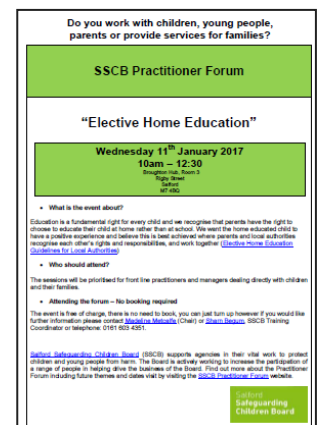 Do you work with children, young people,
parents or provide services for families?
SSCB Practitioner Forum
"Elective Home Education"
Wednesday 11th January 2017
10am – 12:30
Broughton Hub, Room 3
Rigby Street
Salford
M7 4BQ
• What is the event about?
Education is a fundamental right for every child and we recognise that parents have the right to
choose to educate their child at home rather than at school. We want the home educated child to
have a positive experience and believe this is best achieved where parents and local authorities
recognise each other's rights and responsibilities, and work together (Elective Home Education
Guidelines for Local Authorities)
• Who should attend?
The sessions will be prioritised for front line practitioners and managers dealing directly with children
and their families.
• Attending the forum – No booking required
The event is free of charge, there is no need to book, you can just turn up however if you would like
further information please contact Madeline Metcalfe (Chair) or Sharn Begum, SSCB Training
Coordinator or telephone: 0161 603 4351.
Salford Safeguarding Children Board (SSCB) supports agencies in their vital work to protect
children and young people from harm. The Board is actively working to increase the participation of
a range of people in helping drive the business of the Board. Find out more about the Practitioner
Forum including future themes and dates visit by visiting the SSCB Practitioner Forum website.
Salford
Safeguarding
Children Board